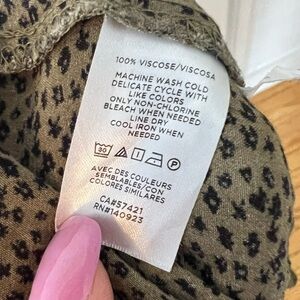 100% VISCOSE/VISCOSA
MACHINE WASH COLD
DELICATE CYCLE WITH
LIKE COLORS
ONLY NON-CHLORINE
BLEACH WHEN NEEDED
LINE DRY
COOL IRON WHEN
NEEDED
30 P
AVEC DES COULEURS
SEMBLABLES/CON
COLORES SIMILARES
CA#57421
RN#140923